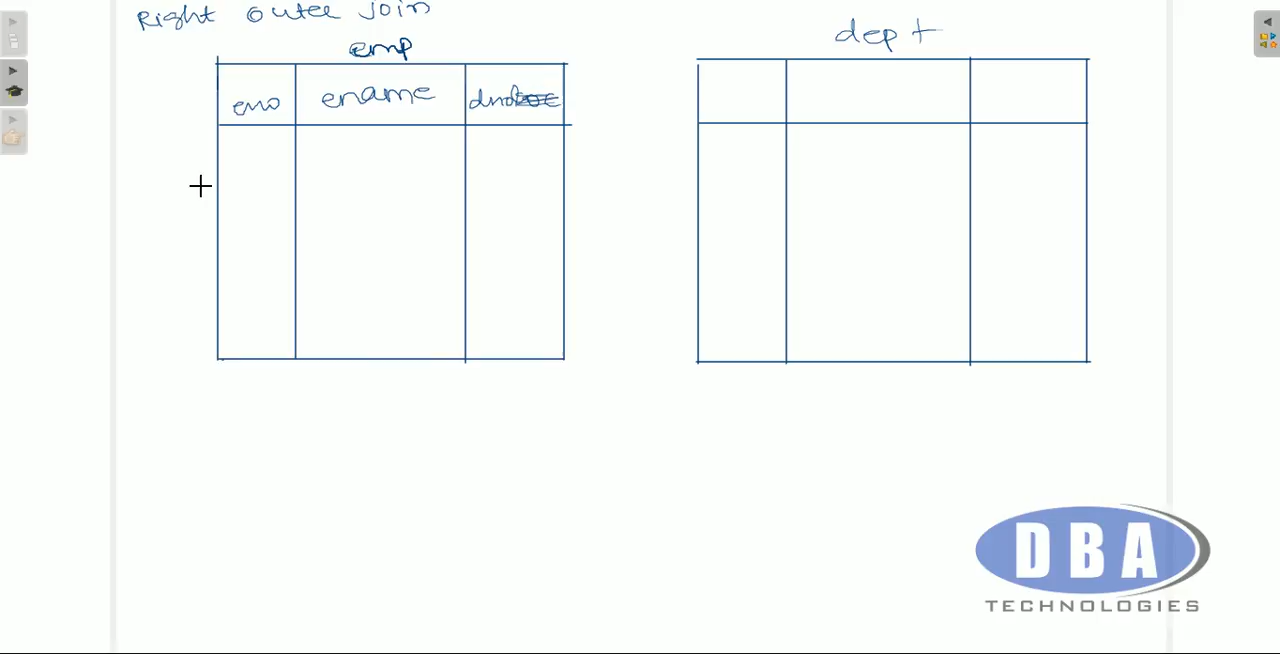 Right outer join
emp
dept
eno ename dno
DBA
TECHNOLOGIES